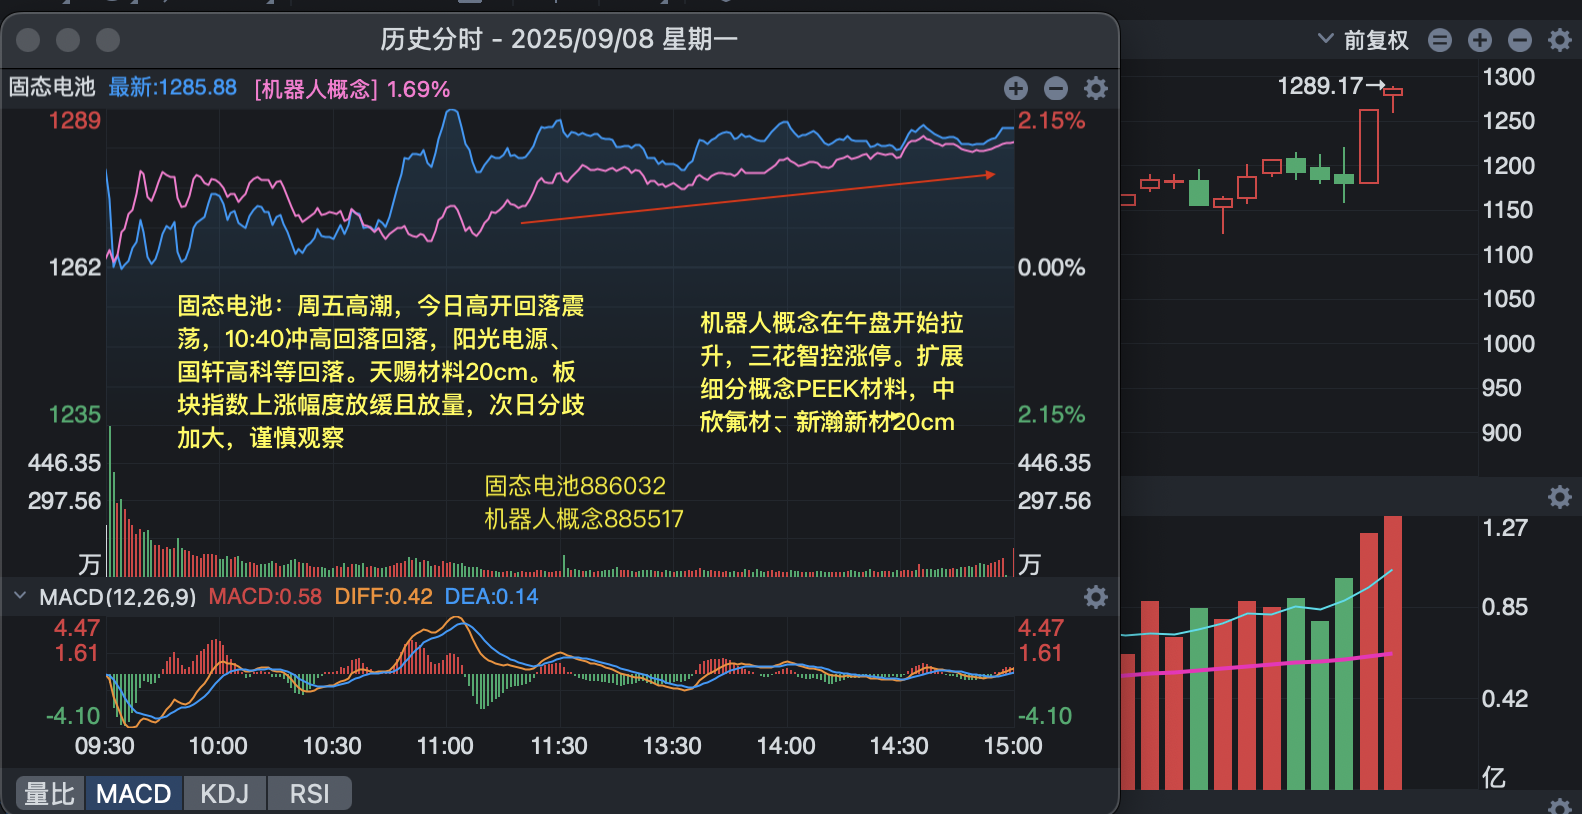 历史分时 - 2025/09/08 星期一
前复权
固态电池 最新:1285.88 [机器人概念] 1.69%
1289
2.15%
1262
0.00%
1235
2.15%
446.35
446.35
297.56
297.56
万
万
固态电池：周五高潮，今日高开回落震
荡，10:40冲高回落回落，阳光电源、
国轩高科等回落。天赐材料20cm。板
块指数上涨幅度放缓且放量，次日分歧
加大，谨慎观察
机器人概念在午盘开始拉
升，三花智控涨停。扩展
细分概念PEEK材料，中
欣氟材、新瀚新材20cm
固态电池886032
机器人概念885517
MACD(12,26,9) MACD:0.58 DIFF:0.42 DEA:0.14
4.47
4.47
1.61
1.61
-4.10
-4.10
09:30 10:00 10:30 11:00 11:30 13:30 14:00 14:30 15:00
量比 MACD KDJ RSI
1289.17
1300
1250
1200
1150
1100
1050
1000
950
900
1.27
0.85
0.42
亿